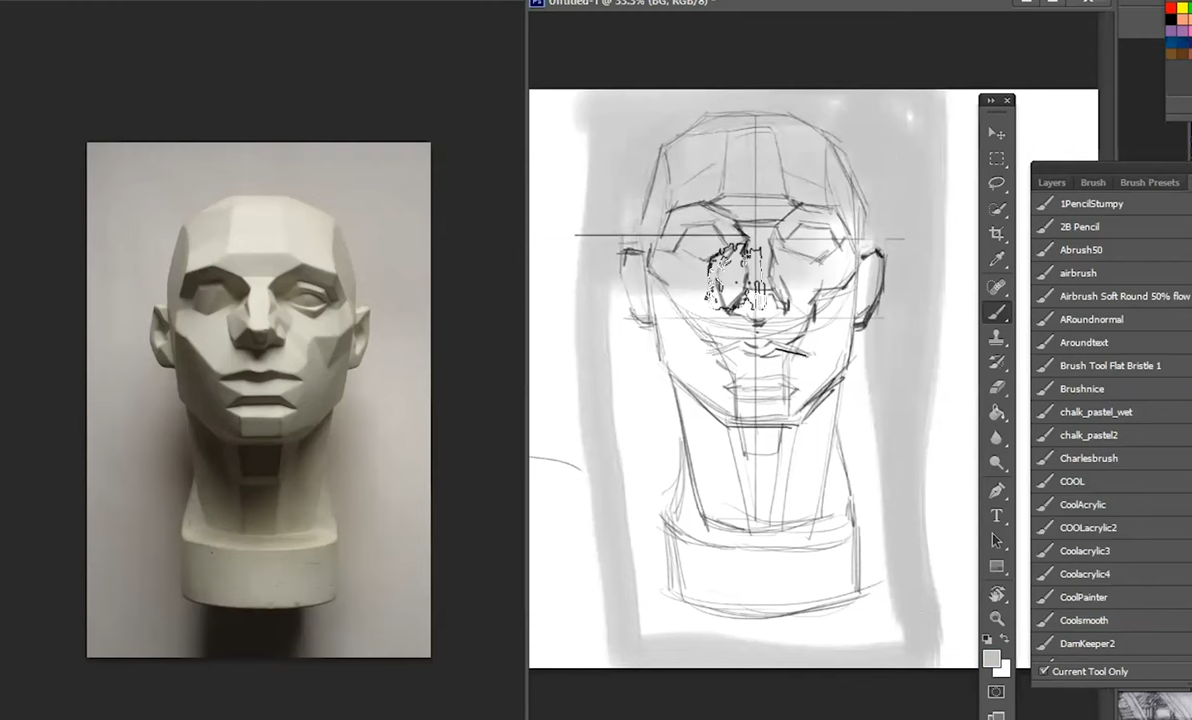 Untitled-1 @ 33.3% (BG, RGB/8) *
Layers
Brush
Brush Presets
1PencilStumpy
2B Pencil
Abrush50
airbrush
Airbrush Soft Round 50% flow
ARoundnormal
Aroundtext
Brush Tool Flat Bristle 1
Brushnice
chalk_pastel_wet
chalk_pastel2
Charlesbrush
COOL
CoolAcrylic
COOLacrylic2
Coolacrylic3
Coolacrylic4
CoolPainter
Coolsmooth
DamKeeper2
Current Tool Only